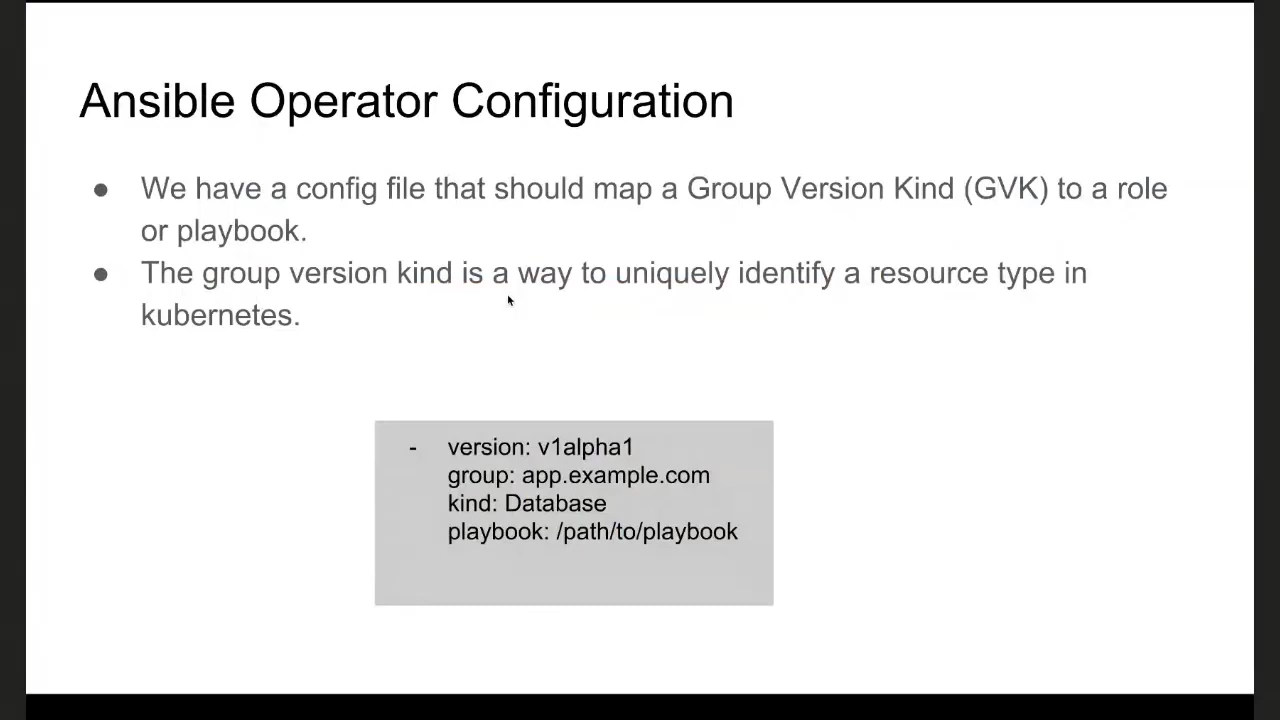 Ansible Operator Configuration
● We have a config file that should map a Group Version Kind (GVK) to a role
or playbook.
● The group version kind is a way to uniquely identify a resource type in
kubernetes.
- version: v1alpha1
group: app.example.com
kind: Database
playbook: /path/to/playbook